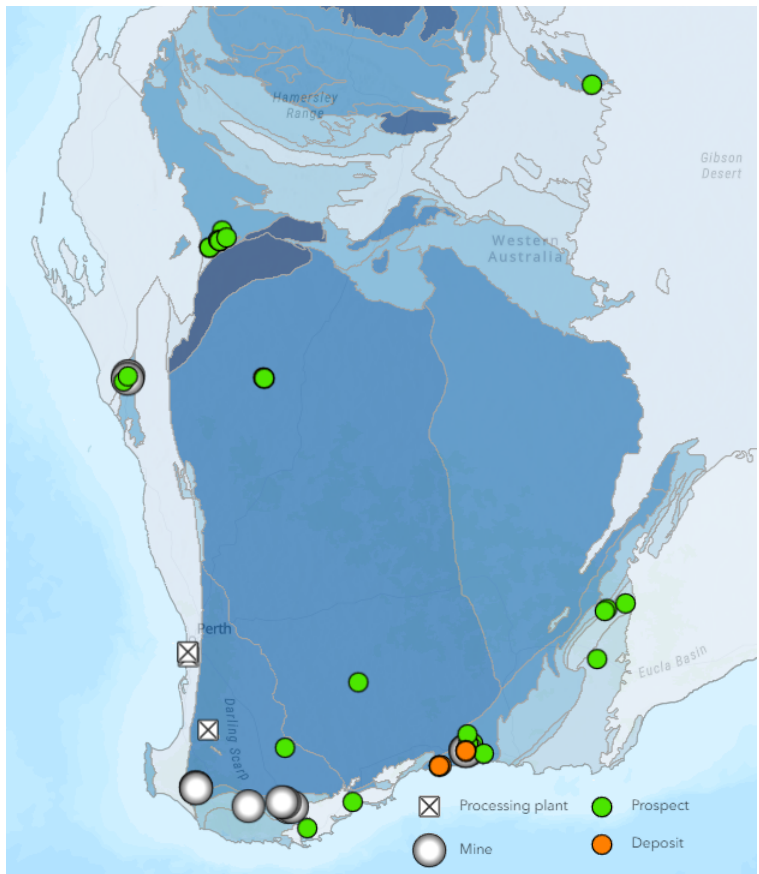 Hamersley
Range
Gibson
Desert
Western
Australia
Perth
Eucla Basin
Darling Scarp
Processing plant
Prospect
Mine
Deposit